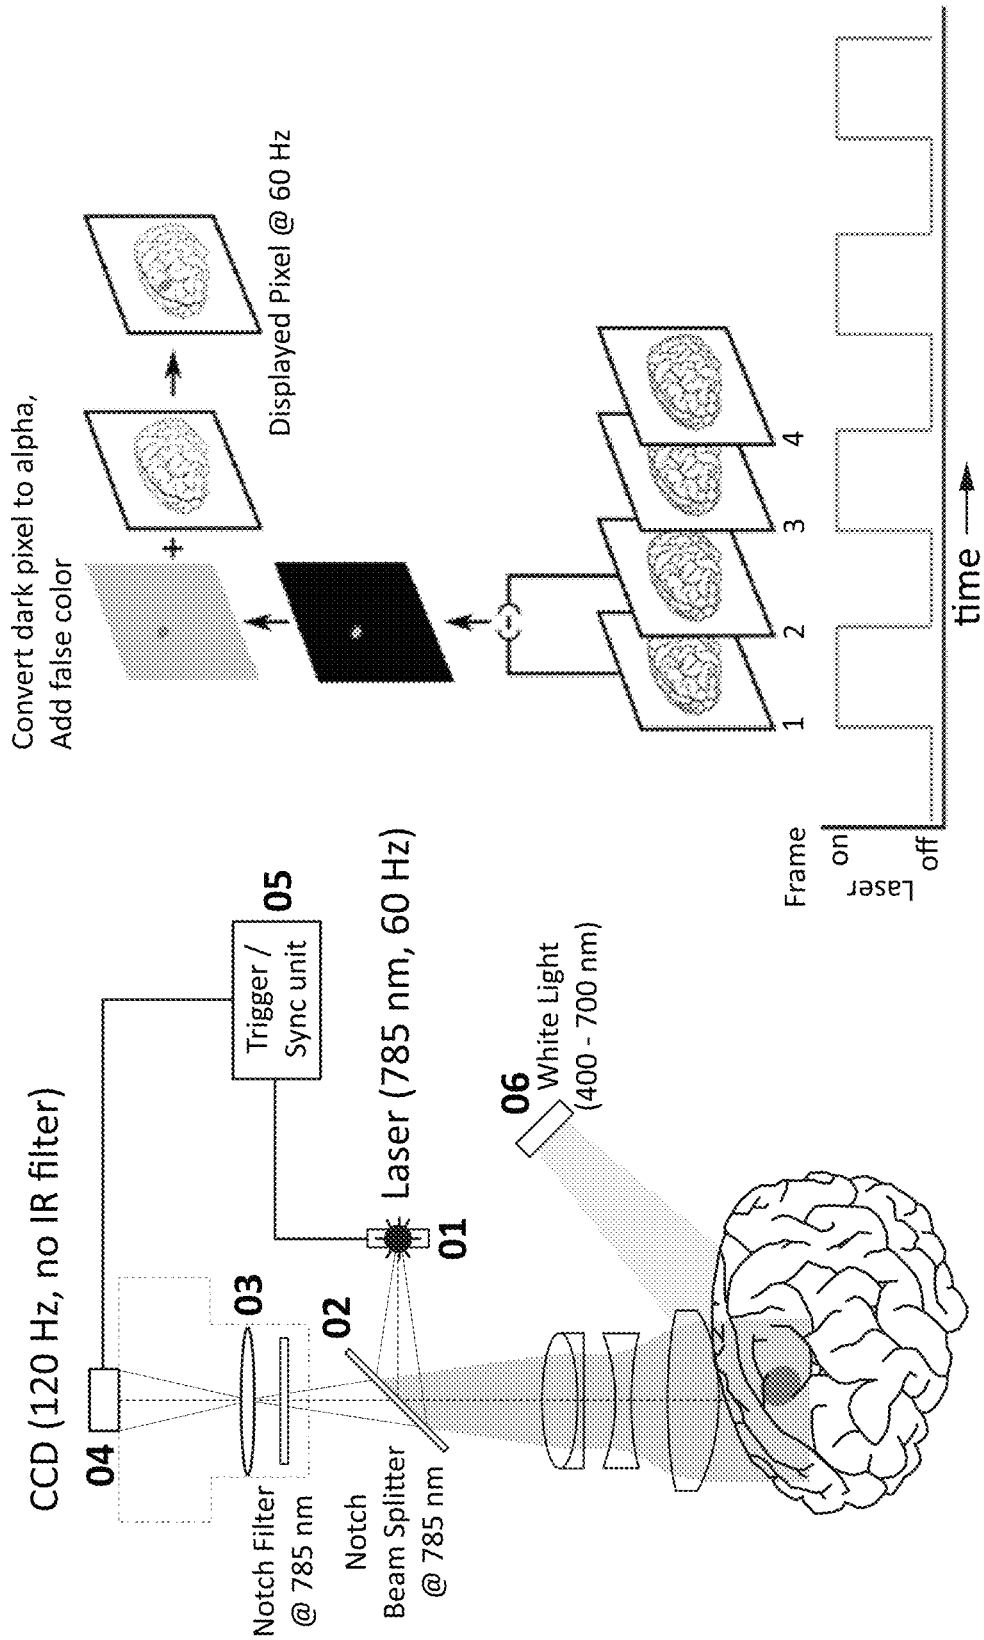 CCD (120 Hz, no IR filter)
04
Trigger /
Sync unit
05
03
Notch Filter
@ 785 nm
02
Notch
Beam Splitter
@ 785 nm
Laser (785 nm, 60 Hz)
01
06
White Light
(400 - 700 nm)
Convert dark pixel to alpha,
Add false color
+
Displayed Pixel @ 60 Hz
-
Frame
1
2
3
4
Laser
on
off
time